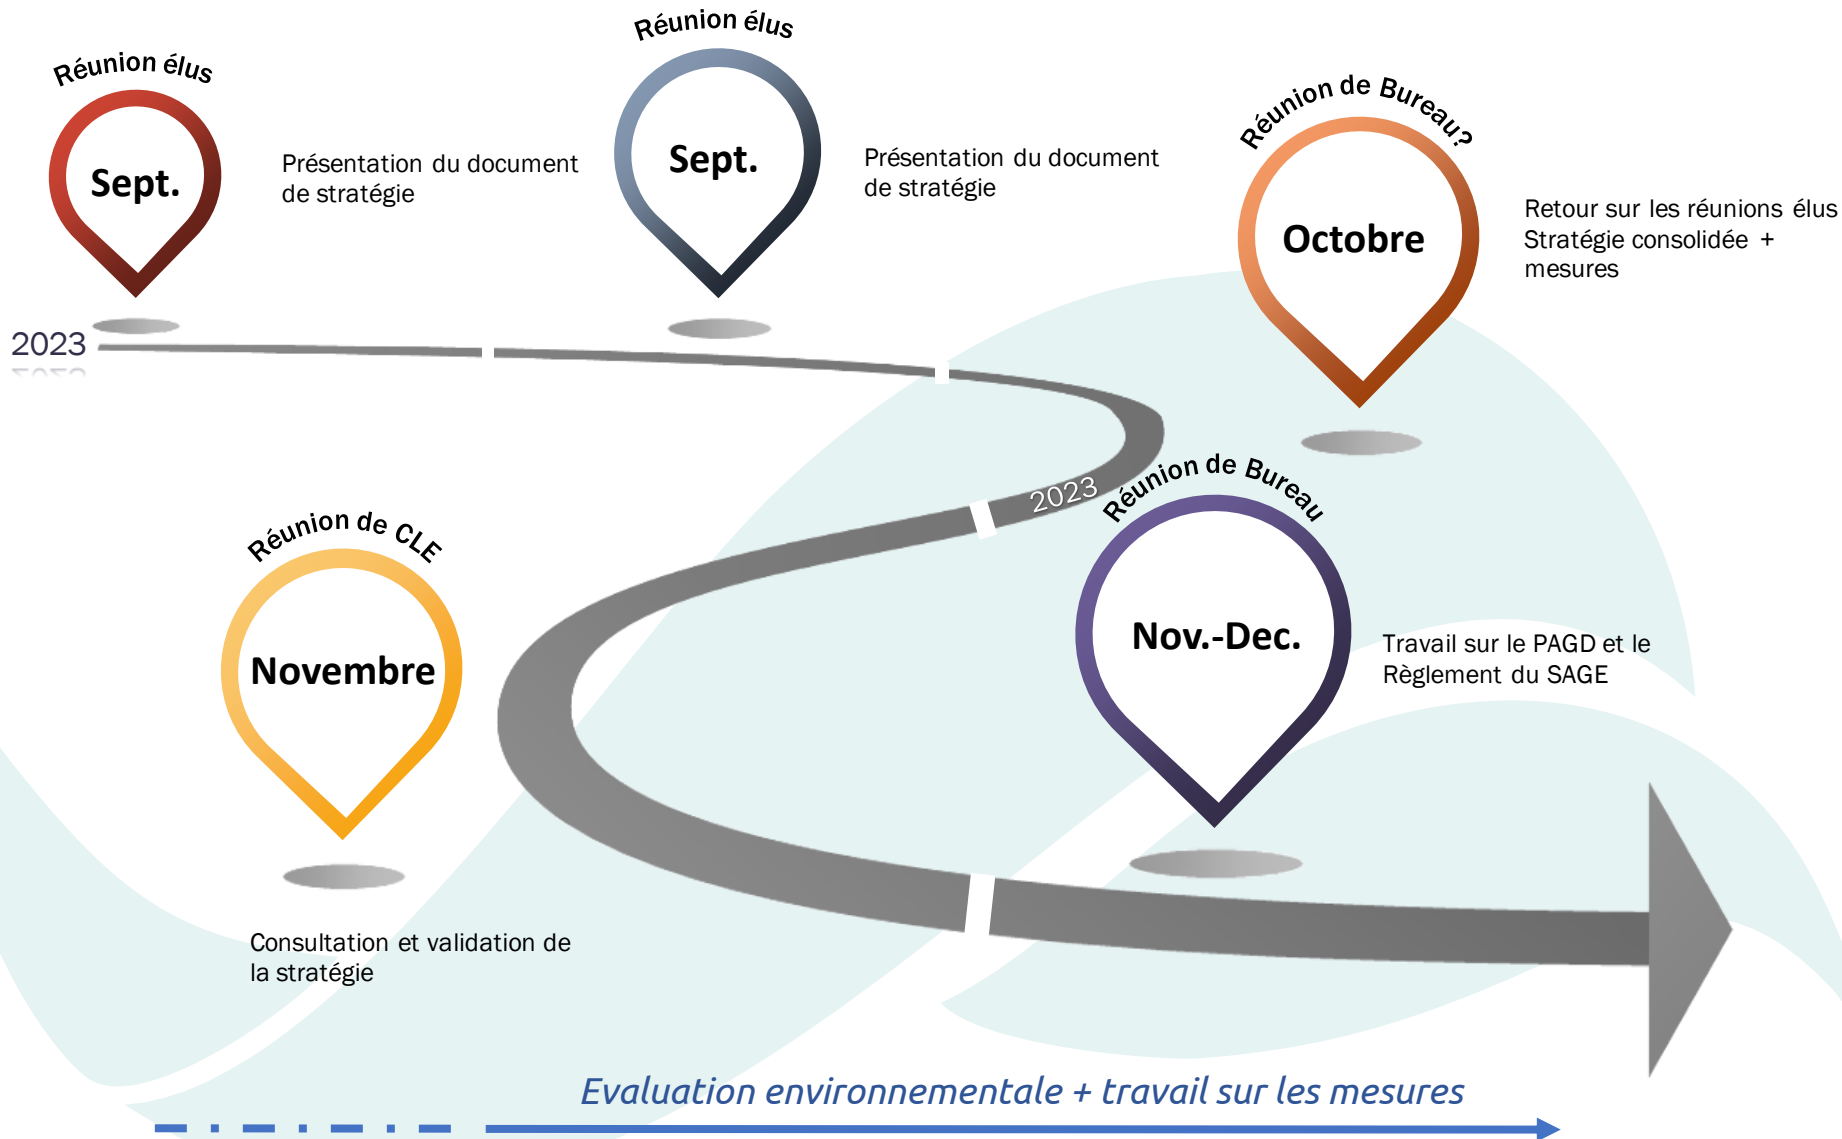 Réunion élus
Sept.
Présentation du document
de stratégie
Réunion élus
Sept.
Présentation du document
de stratégie
Réunion de Bureau?
Octobre
Retour sur les réunions élus
Stratégie consolidée +
mesures
2023
2023
Réunion de CLE
Novembre
Consultation et validation de
la stratégie
Réunion de Bureau
Nov.-Dec.
Travail sur le PAGD et le
Règlement du SAGE
Evaluation environnementale + travail sur les mesures